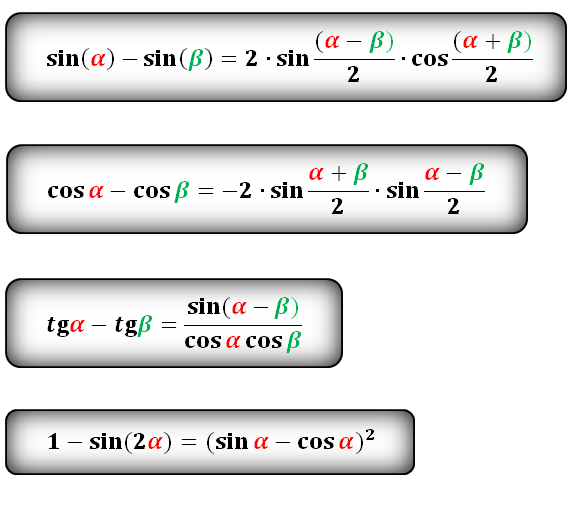 sin(α) − sin(β) = 2 · sin (α − β)/2 · cos (α + β)/2
cos α − cos β = −2 · sin α + β/2 · sin α − β/2
tgα − tgβ = sin(α − β)/cos α cos β
1 − sin(2α) = (sin α − cos α)²